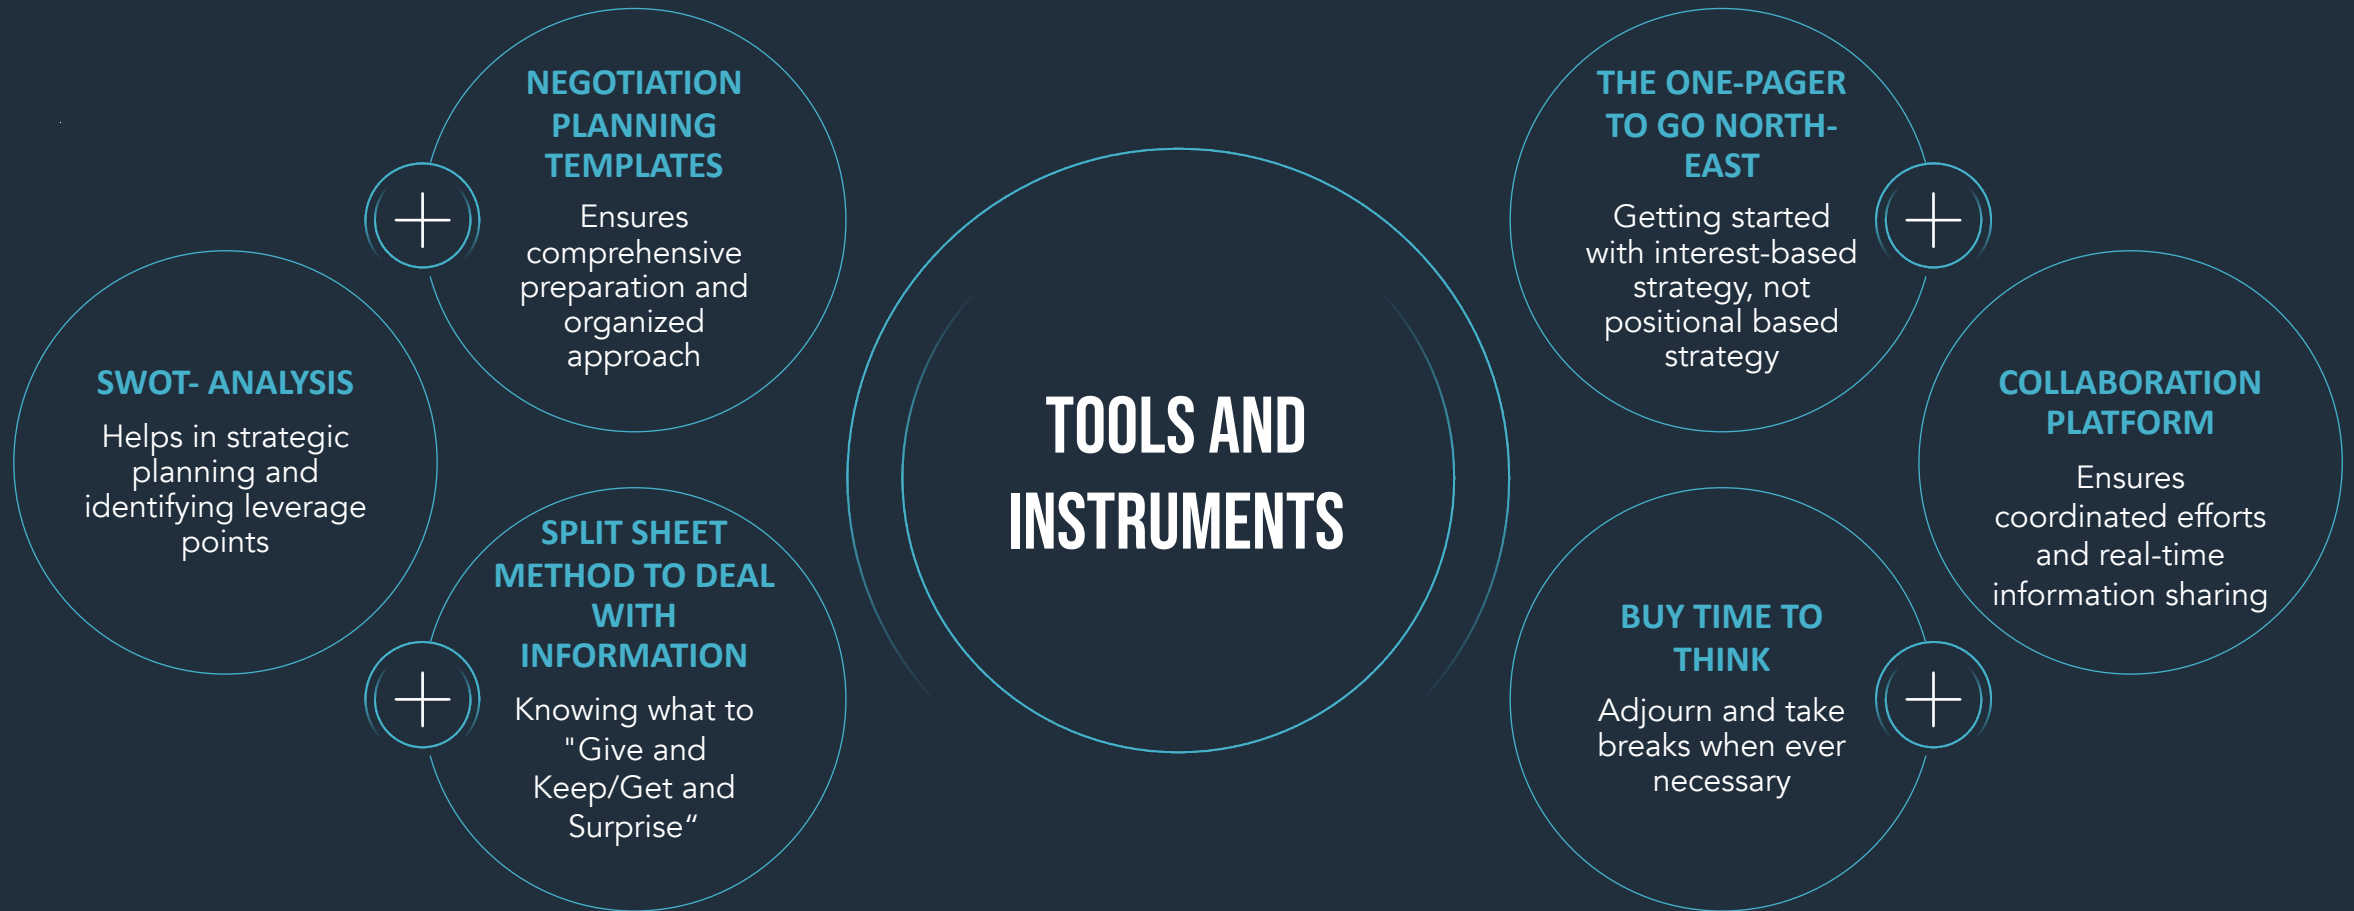 NEGOTIATION
PLANNING
TEMPLATES
Ensures
comprehensive
preparation and
organized
approach
SWOT- ANALYSIS
Helps in strategic
planning and
identifying leverage
points
SPLIT SHEET
METHOD TO DEAL
WITH
INFORMATION
Knowing what to
"Give and
Keep/Get and
Surprise“
TOOLS AND
INSTRUMENTS
THE ONE-PAGER
TO GO NORTH-
EAST
Getting started
with interest-based
strategy, not
positional based
strategy
COLLABORATION
PLATFORM
Ensures
coordinated efforts
and real-time
information sharing
BUY TIME TO
THINK
Adjourn and take
breaks when ever
necessary